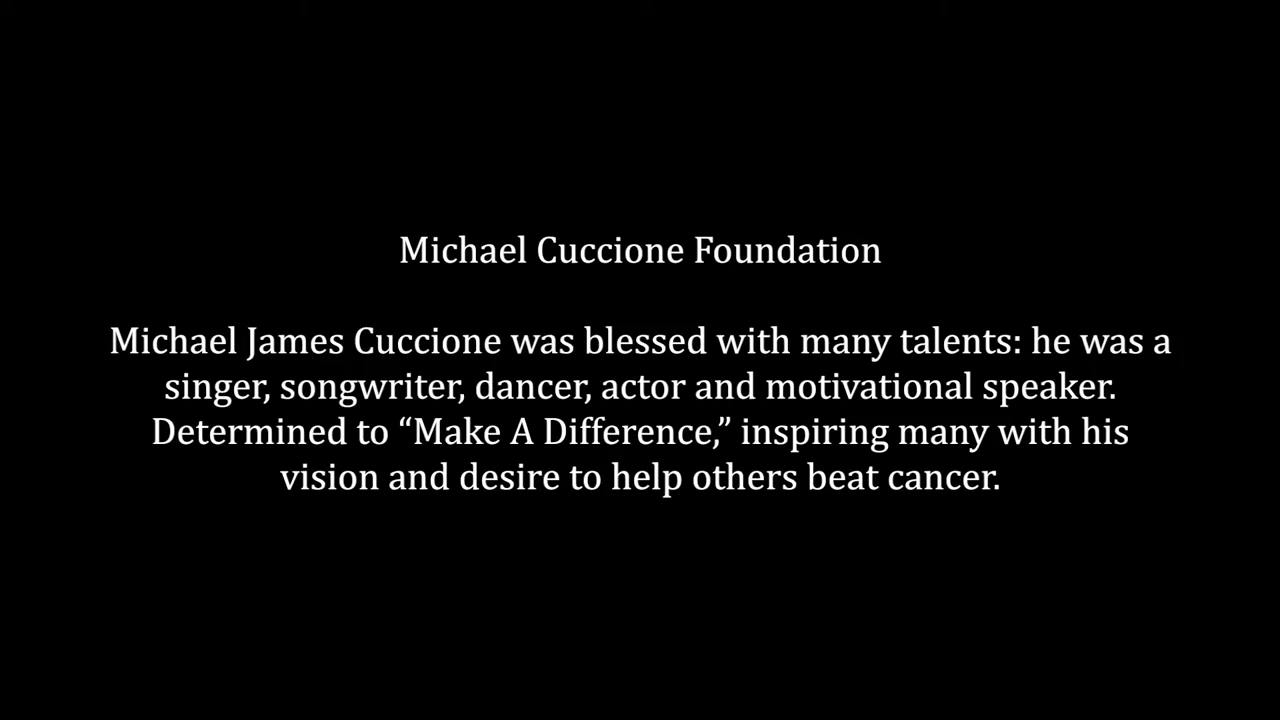 Michael Cuccione Foundation
Michael James Cuccione was blessed with many talents: he was a
singer, songwriter, dancer, actor and motivational speaker.
Determined to “Make A Difference,” inspiring many with his
vision and desire to help others beat cancer.